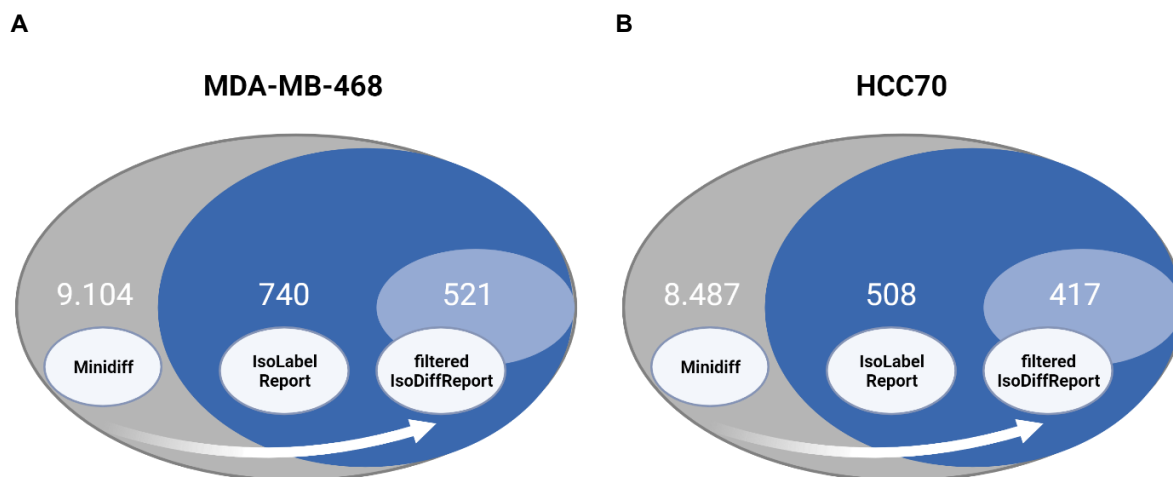 A
B
MDA-MB-468
HCC70
9.104
740
521
Minidiff
IsoLabel
Report
filtered
IsoDiffReport
8.487
508
417
Minidiff
IsoLabel
Report
filtered
IsoDiffReport